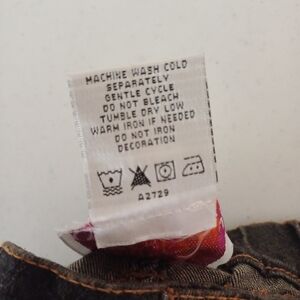 MACHINE WASH COLD
SEPARATELY
GENTLE CYCLE
DO NOT BLEACH
TUMBLE DRY LOW
WARM IRON IF NEEDED
DO NOT IRON
DECORATION
A2729